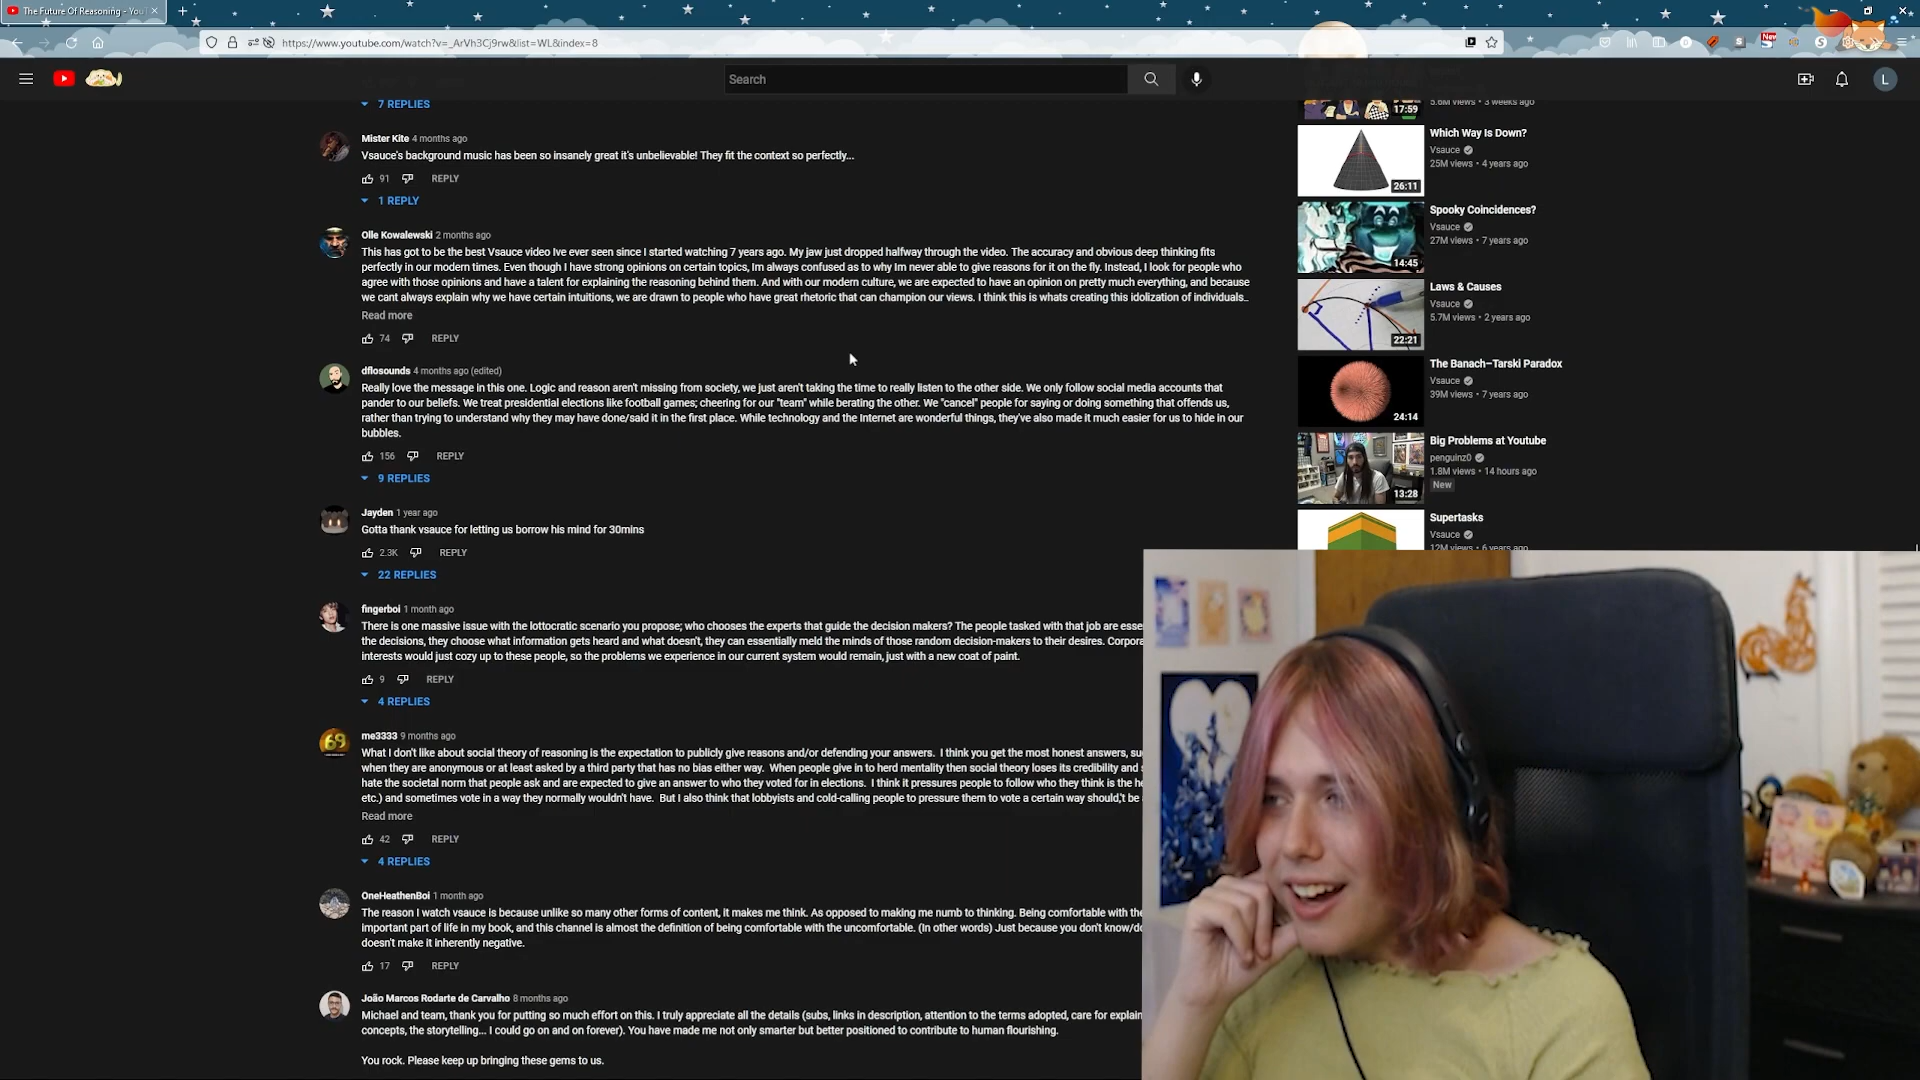 The Future Of Reasoning - YouT
https://www.youtube.com/watch?v=_ArVh3Cj9rw&list=WL&index=8
New
Search
L
7 REPLIES
Mister Kite 4 months ago
Vsauce's background music has been so insanely great it's unbelievable! They fit the context so perfectly...
91 REPLY
1 REPLY
Olle Kowalewski 2 months ago
This has got to be the best Vsauce video Ive ever seen since I started watching 7 years ago. My jaw just dropped halfway through the video. The accuracy and obvious deep thinking fits
perfectly in our modern times. Even though I have strong opinions on certain topics, Im always confused as to why Im never able to give reasons for it on the fly. Instead, I look for people who
agree with those opinions and have a talent for explaining the reasoning behind them. And with our modern culture, we are expected to have an opinion on pretty much everything, and because
we cant always explain why we have certain intuitions, we are drawn to people who have great rhetoric that can champion our views. I think this is whats creating this idolization of individuals..
Read more
74 REPLY
dflosounds 4 months ago (edited)
Really love the message in this one. Logic and reason aren't missing from society, we just aren't taking the time to really listen to the other side. We only follow social media accounts that
pander to our beliefs. We treat presidential elections like football games; cheering for our "team" while berating the other. We "cancel" people for saying or doing something that offends us,
rather than trying to understand why they may have done/said it in the first place. While technology and the Internet are wonderful things, they've also made it much easier for us to hide in our
bubbles.
156 REPLY
9 REPLIES
Jayden 1 year ago
Gotta thank vsauce for letting us borrow his mind for 30mins
2.3K REPLY
22 REPLIES
fingerboi 1 month ago
There is one massive issue with the lottocratic scenario you propose; who chooses the experts that guide the decision makers? The people tasked with that job are esse
the decisions, they choose what information gets heard and what doesn't, they can essentially meld the minds of those random decision-makers to their desires. Corpora
interests would just cozy up to these people, so the problems we experience in our current system would remain, just with a new coat of paint.
9 REPLY
4 REPLIES
69
me3333 9 months ago
What I don't like about social theory of reasoning is the expectation to publicly give reasons and/or defending your answers. I think you get the most honest answers, su
when they are anonymous or at least asked by a third party that has no bias either way. When people give in to herd mentality then social theory loses its credibility and s
hate the societal norm that people ask and are expected to give an answer to who they voted for in elections. I think it pressures people to follow who they think is the he
etc.) and sometimes vote in a way they normally wouldn't have. But I also think that lobbyists and cold-calling people to pressure them to vote a certain way should,'t be
Read more
42 REPLY
4 REPLIES
OneHeathenBoi 1 month ago
The reason I watch vsauce is because unlike so many other forms of content, it makes me think. As opposed to making me numb to thinking. Being comfortable with the
important part of life in my book, and this channel is almost the definition of being comfortable with the uncomfortable. (In other words) Just because you don't know/do
doesn't make it inherently negative.
17 REPLY
João Marcos Rodarte de Carvalho 8 months ago
Michael and team, thank you for putting so much effort on this. I truly appreciate all the details (subs, links in description, attention to the terms adopted, care for explain
concepts, the storytelling... I could go on and on forever). You have made me not only smarter but better positioned to contribute to human flourishing.
You rock. Please keep up bringing these gems to us.
17:59
5.6M views • 3 weeks ago
26:11
Which Way Is Down?
Vsauce
25M views • 4 years ago
14:45
Spooky Coincidences?
Vsauce
27M views • 7 years ago
22:21
Laws & Causes
Vsauce
5.7M views • 2 years ago
24:14
The Banach–Tarski Paradox
Vsauce
39M views • 7 years ago
13:28
Big Problems at Youtube
penguinz0
1.8M views • 14 hours ago
New
Supertasks
Vsauce
12M views • 6 years ago